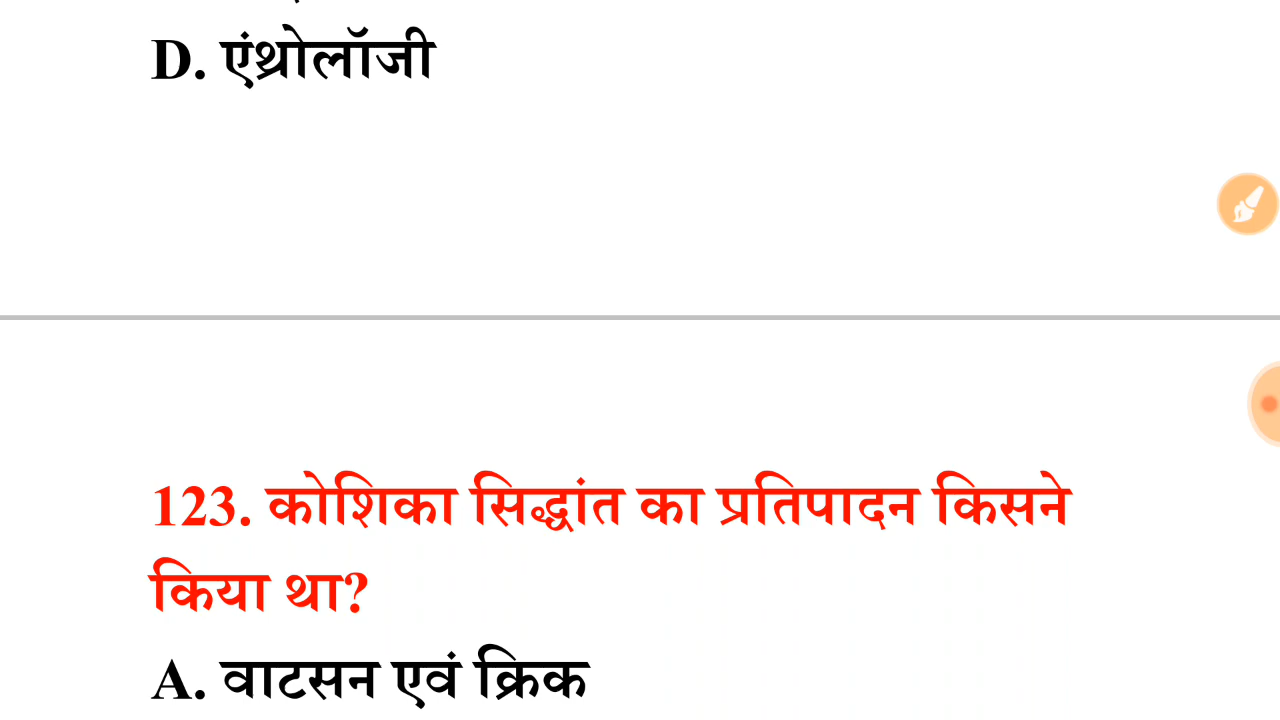 D. एंथ्रोलॉजी
123. कोशिका सिद्धांत का प्रतिपादन किसने
किया था?
A. वाटसन एवं क्रिक